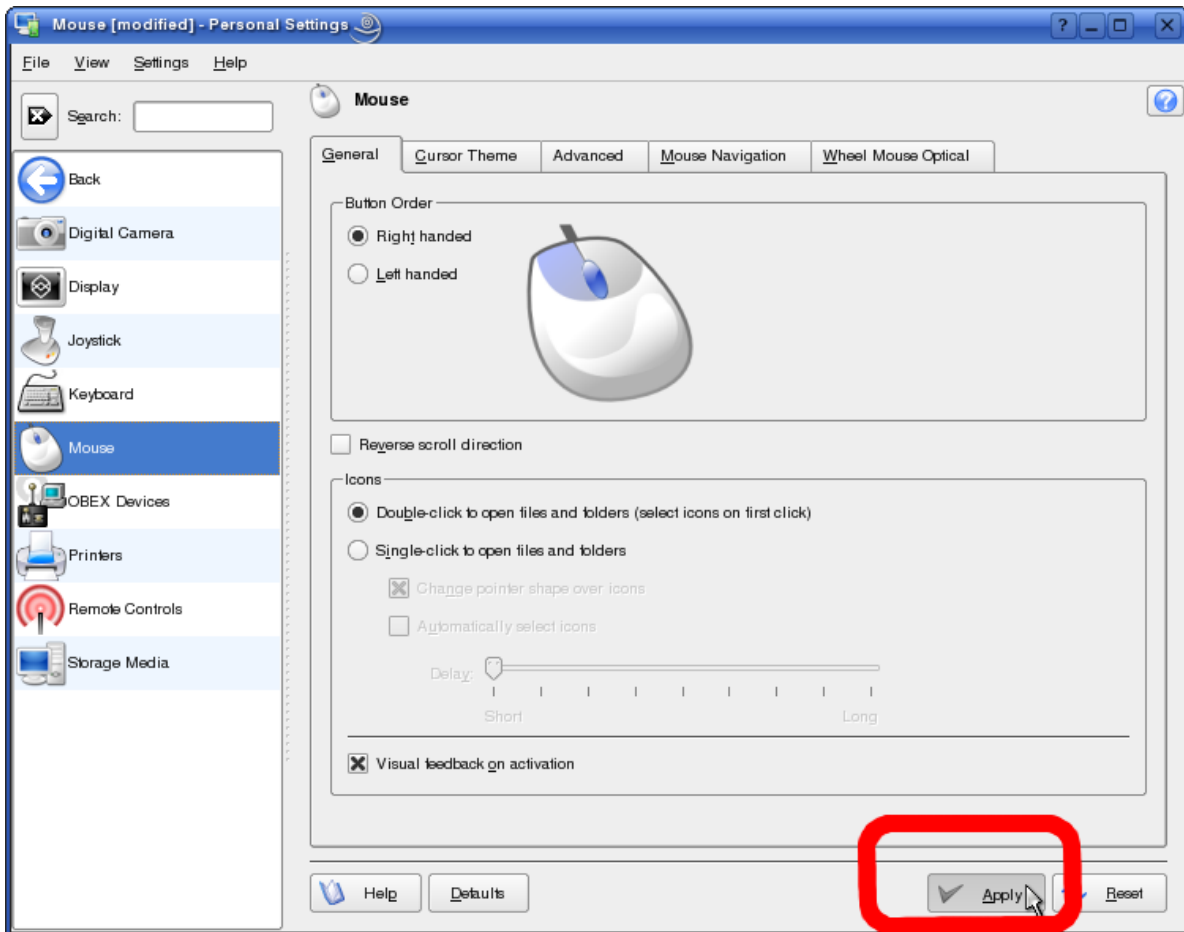 Mouse [modified] - Personal Settings
File View Settings Help
Search:
Back
Digital Camera
Display
Joystick
Keyboard
Mouse
OBEX Devices
Printers
Remote Controls
Storage Media
Mouse
General Cursor Theme Advanced Mouse Navigation Wheel Mouse Optical
Button Order
Right handed
Left handed
Reverse scroll direction
Icons
Double-click to open files and folders (select icons on first click)
Single-click to open files and folders
Change pointer shape over icons
Automatically select icons
Delay:
Short Long
Visual feedback on activation
Help Defaults Apply Reset